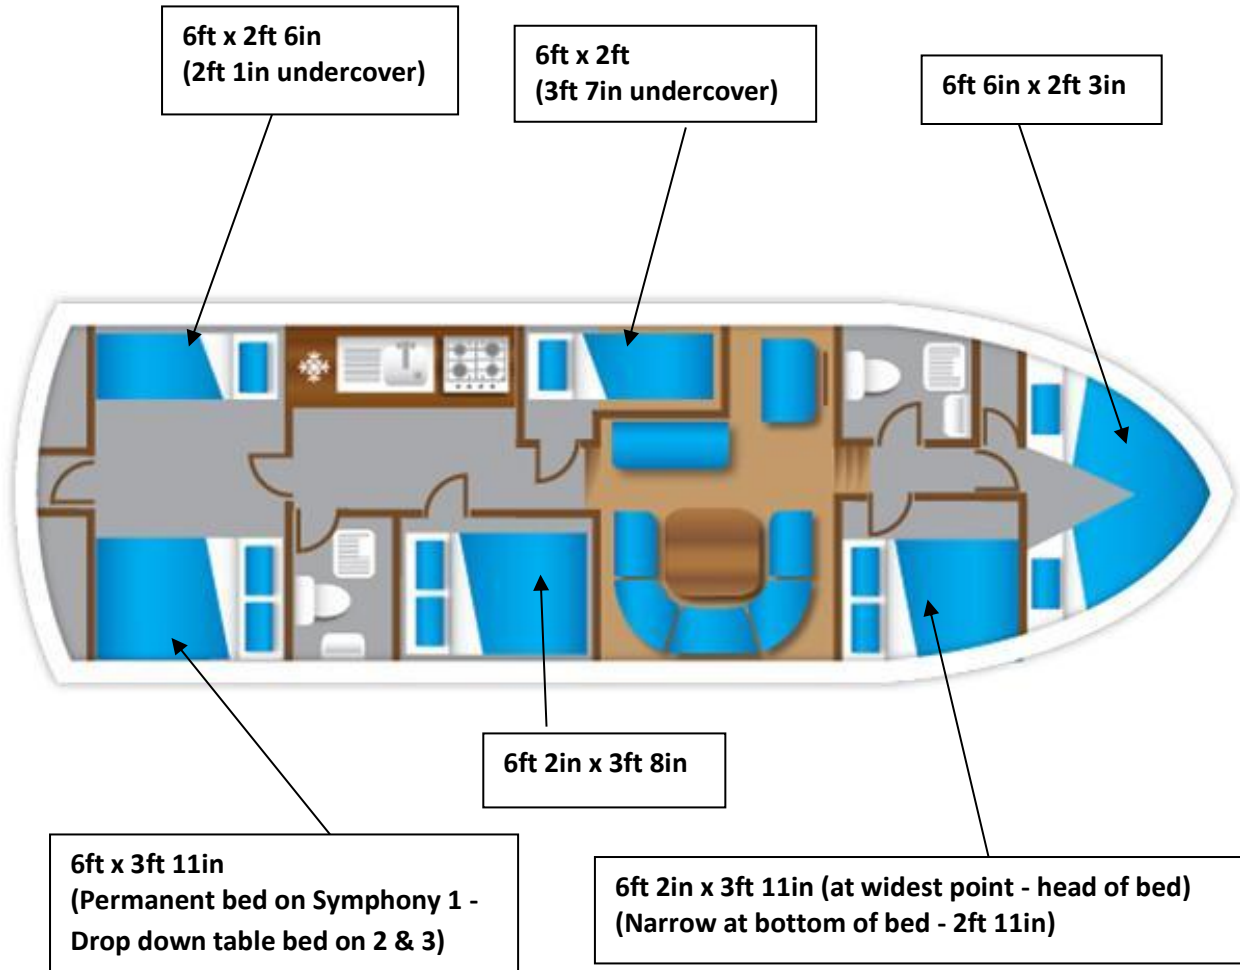 6ft x 2ft 6in
(2ft 1in undercover)
6ft x 2ft
(3ft 7in undercover)
6ft 6in x 2ft 3in
6ft 2in x 3ft 8in
6ft x 3ft 11in
(Permanent bed on Symphony 1 -
Drop down table bed on 2 & 3)
6ft 2in x 3ft 11in (at widest point - head of bed)
(Narrow at bottom of bed - 2ft 11in)